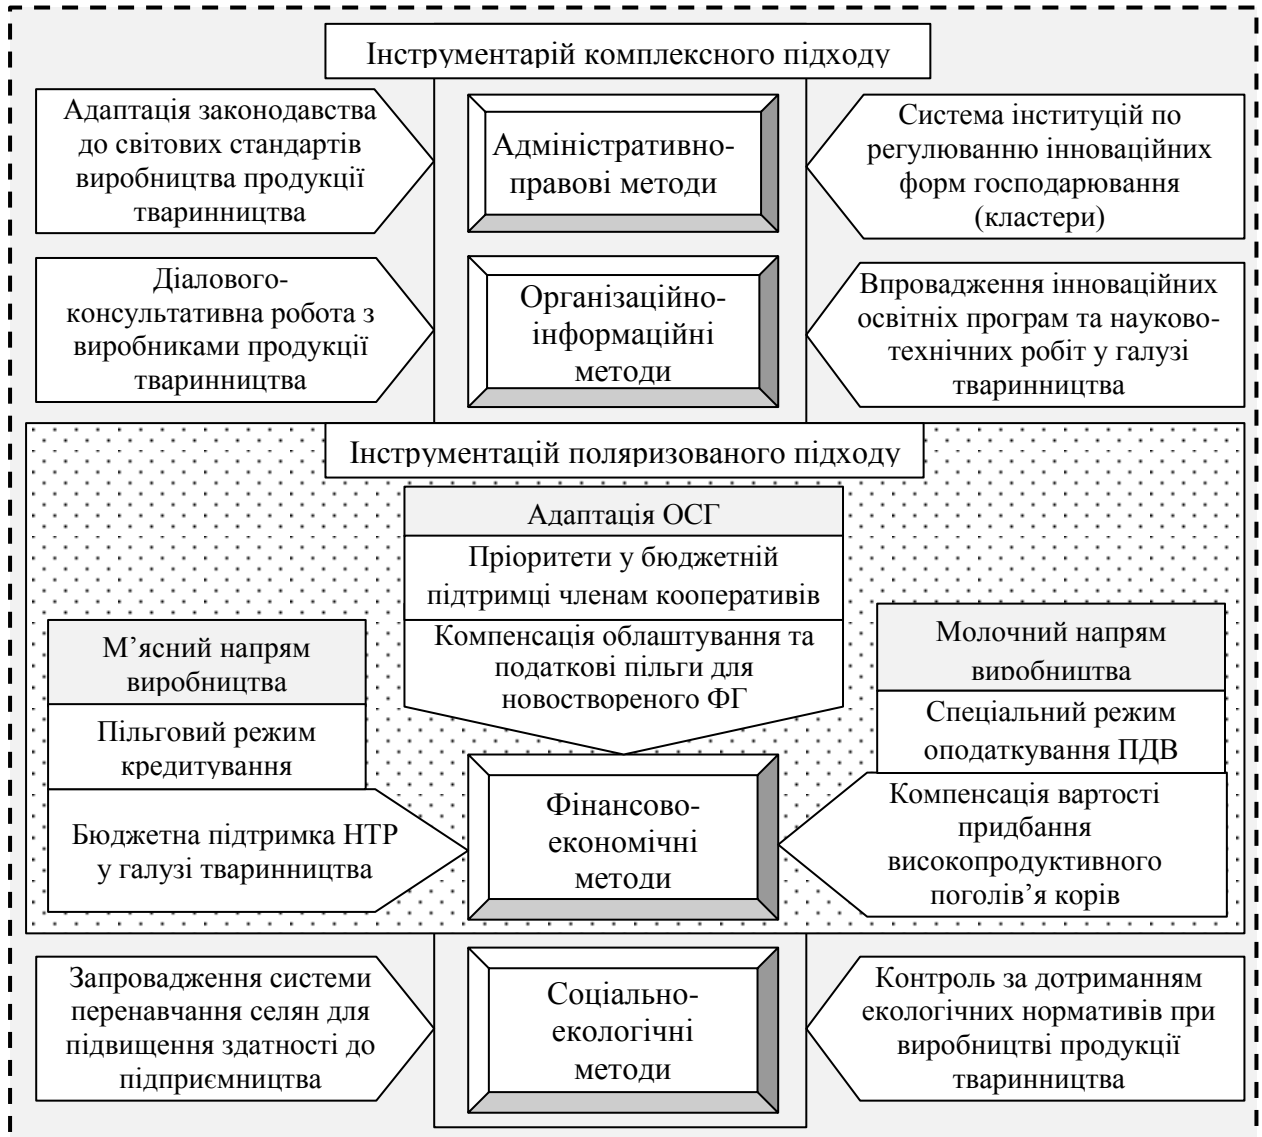 Інструментарій комплексного підходу
Адаптація законодавства
до світових стандартів
виробництва продукції
тваринництва
Адміністративно-
правові методи
Система інституцій по
регулюванню інноваційних
форм господарювання
(кластери)
Діалового-
консультативна робота з
виробниками продукції
тваринництва
Організаційно-
інформаційні
методи
Впровадження інноваційних
освітніх програм та науково-
технічних робіт у галузі
тваринництва
Інструментацій поляризованого підходу
Адаптація ОСГ
Пріоритети у бюджетній
підтримці членам кооперативів
Компенсація облаштування та
податкові пільги для
новоствореного ФГ
М’ясний напрям
виробництва
Пільговий режим
кредитування
Бюджетна підтримка НТР
у галузі тваринництва
Фінансово-
економічні
методи
Молочний напрям
виробництва
Спеціальний режим
оподаткування ПДВ
Компенсація вартості
придбання
високопродуктивного
поголів’я корів
Запровадження системи
перенавчання селян для
підвищення здатності до
підприємництва
Соціально-
екологічні
методи
Контроль за дотриманням
екологічних нормативів при
виробництві продукції
тваринництва